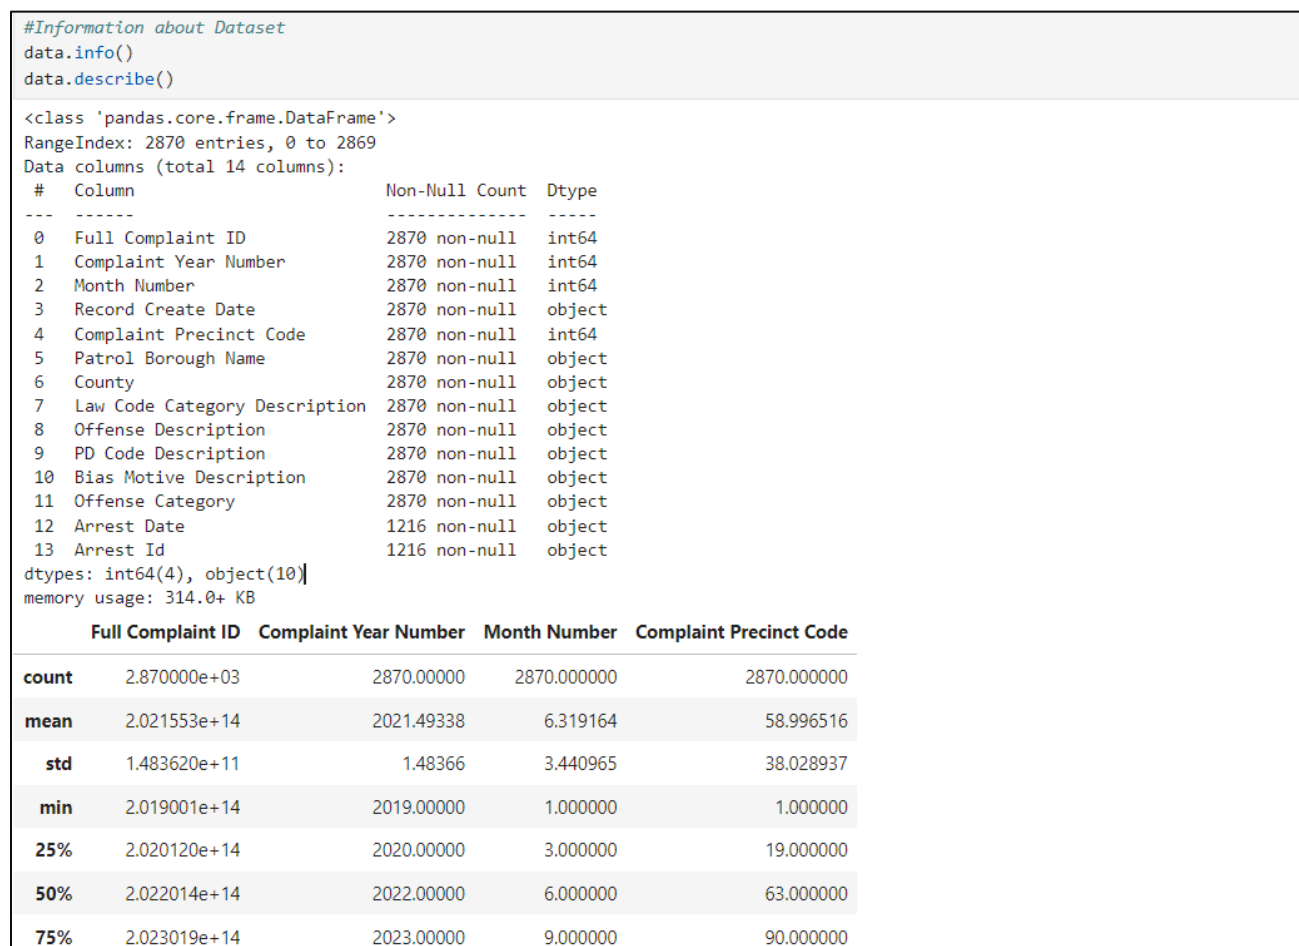 #Information about Dataset
data.info()
data.describe()
<class 'pandas.core.frame.DataFrame'>
RangeIndex: 2870 entries, 0 to 2869
Data columns (total 14 columns):
#   Column                         Non-Null Count  Dtype
---  ------                         --------------  -----
0   Full Complaint ID              2870 non-null   int64
1   Complaint Year Number          2870 non-null   int64
2   Month Number                   2870 non-null   int64
3   Record Create Date             2870 non-null   object
4   Complaint Precinct Code        2870 non-null   int64
5   Patrol Borough Name            2870 non-null   object
6   County                         2870 non-null   object
7   Law Code Category Description  2870 non-null   object
8   Offense Description            2870 non-null   object
9   PD Code Description            2870 non-null   object
10  Bias Motive Description        2870 non-null   object
11  Offense Category               2870 non-null   object
12  Arrest Date                    1216 non-null   object
13  Arrest Id                      1216 non-null   object
dtypes: int64(4), object(10)
memory usage: 314.0+ KB
Full Complaint ID Complaint Year Number Month Number Complaint Precinct Code
count 2.870000e+03 2870.00000 2870.000000 2870.000000
mean 2.021553e+14 2021.49338 6.319164 58.996516
std 1.483620e+11 1.48366 3.440965 38.028937
min 2.019001e+14 2019.00000 1.000000 1.000000
25% 2.020120e+14 2020.00000 3.000000 19.000000
50% 2.022014e+14 2022.00000 6.000000 63.000000
75% 2.023019e+14 2023.00000 9.000000 90.000000